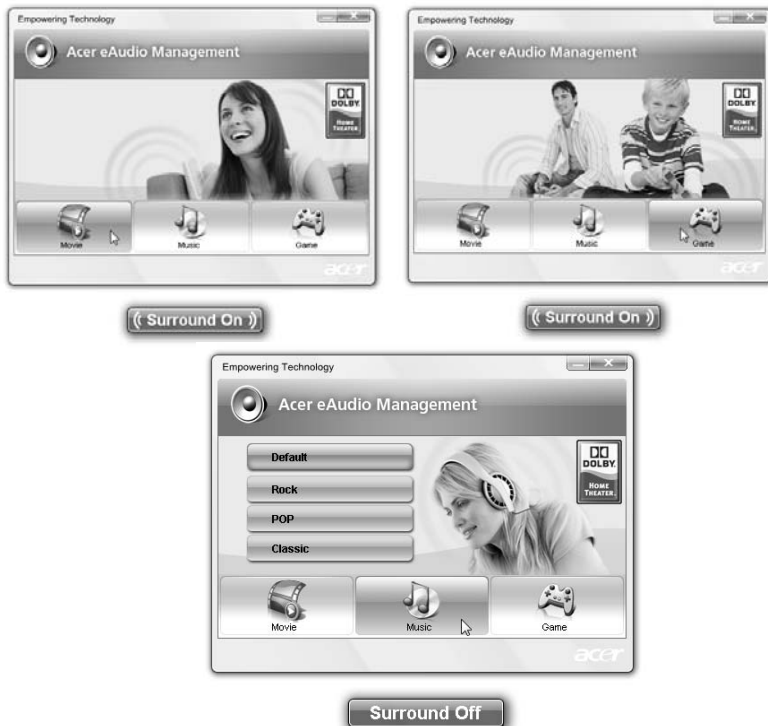 Empowering Technology
Acer eAudio Management
DOLBY
HOME THEATER
Movie
Music
Game
acer
(( Surround On ))
Empowering Technology
Acer eAudio Management
DOLBY
HOME THEATER
Movie
Music
Game
acer
(( Surround On ))
Empowering Technology
Acer eAudio Management
Default
Rock
POP
Classic
DOLBY
HOME THEATER
Movie
Music
Game
acer
Surround Off